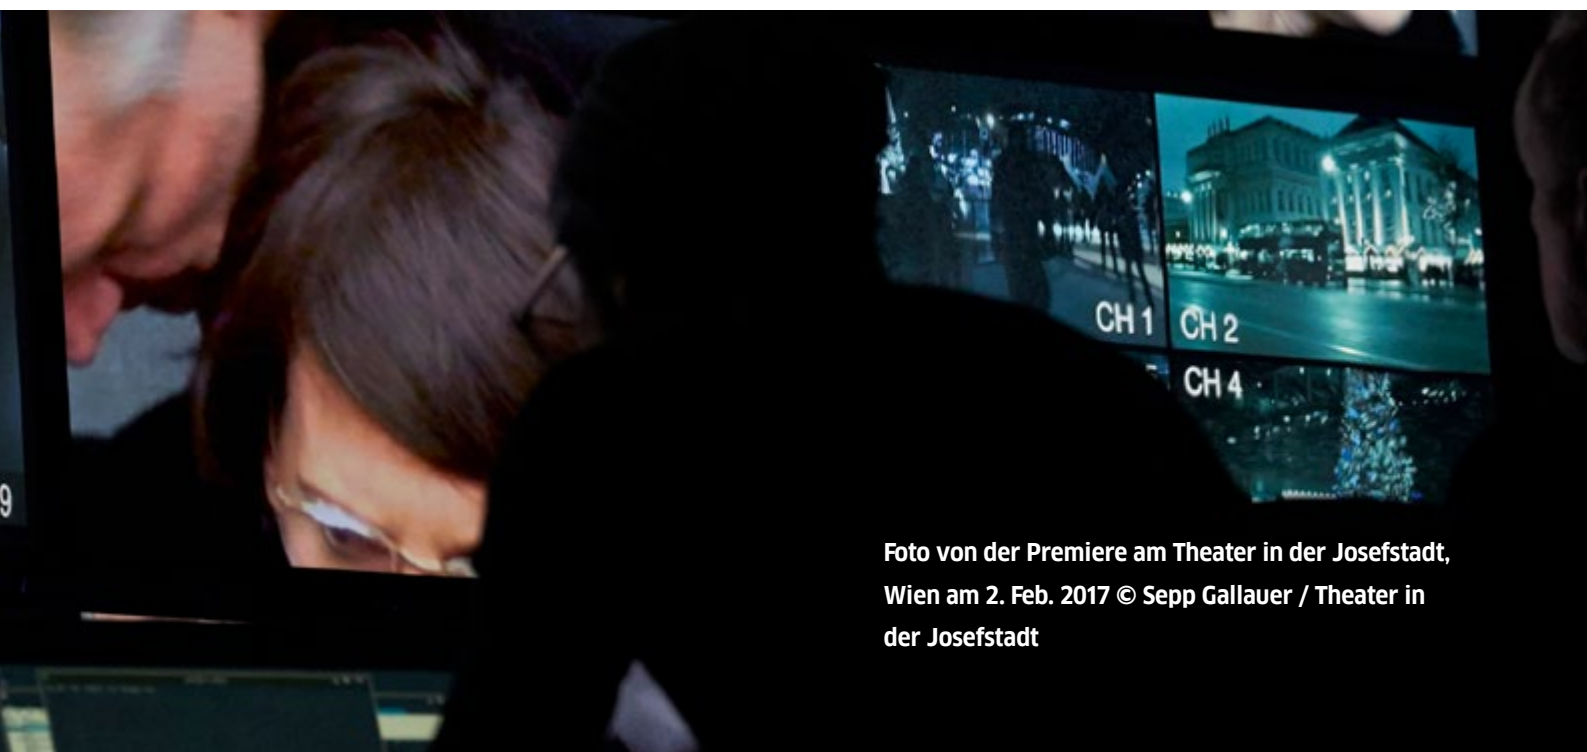 9
CH 1
CH 2
CH 4
Foto von der Premiere am Theater in der Josefstadt,
Wien am 2. Feb. 2017 © Sepp Gallauer / Theater in
der Josefstadt